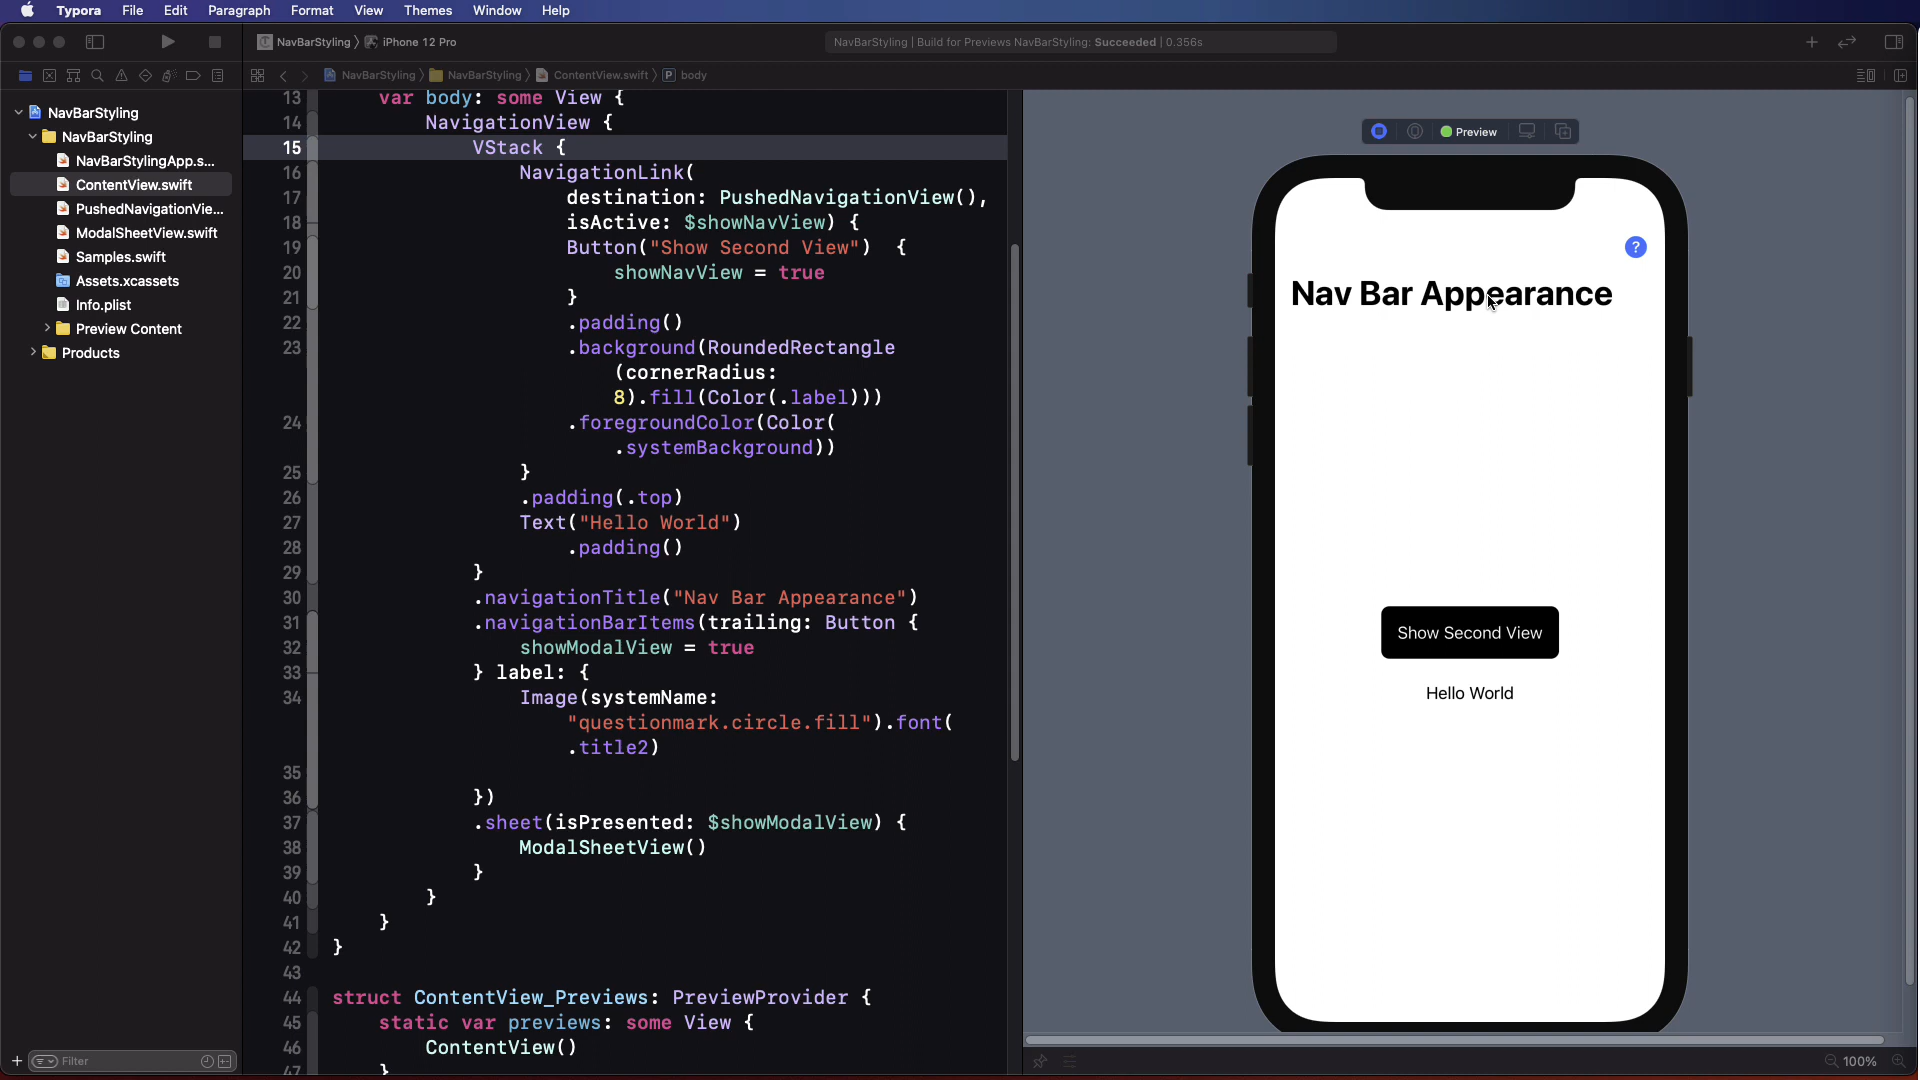 Typora File Edit Paragraph Format View Themes Window Help
NavBarStyling iPhone 12 Pro
NavBarStyling | Build for Previews NavBarStyling: Succeeded | 0.356s
NavBarStyling NavBarStyling ContentView.swift P body
NavBarStyling
NavBarStyling
NavBarStylingApp.s...
ContentView.swift
PushedNavigationVie...
ModalSheetView.swift
Samples.swift
Assets.xcassets
Info.plist
Preview Content
Products
Filter
13 var body: some View {
14 NavigationView {
15 VStack {
16 NavigationLink(
17 destination: PushedNavigationView(),
18 isActive: $showNavView) {
19 Button("Show Second View") {
20 showNavView = true
21 }
22 .padding()
23 .background(RoundedRectangle
(cornerRadius:
8).fill(Color(.label)))
24 .foregroundColor(Color(
.systemBackground))
25 }
26 .padding(.top)
27 Text("Hello World")
28 .padding()
29 }
30 .navigationTitle("Nav Bar Appearance")
31 .navigationBarItems(trailing: Button {
32 showModalView = true
33 } label: {
34 Image(systemName:
"questionmark.circle.fill").font(
.title2)
35
36 })
37 .sheet(isPresented: $showModalView) {
38 ModalSheetView()
39 }
40 }
41 }
42 }
43
44 struct ContentView_Previews: PreviewProvider {
45 static var previews: some View {
46 ContentView()
47 }
Preview
?
Nav Bar Appearance
Show Second View
Hello World
100%